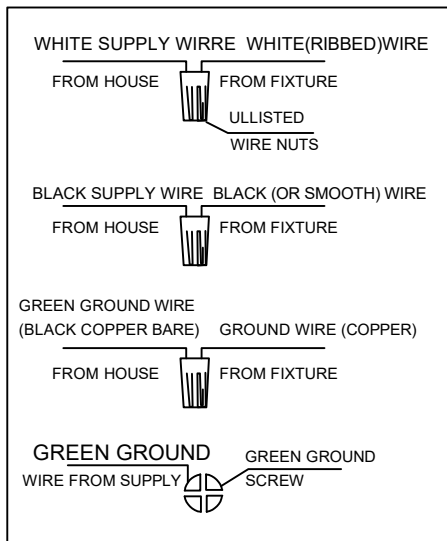 WHITE SUPPLY WIRRE WHITE(RIBBED)WIRE
FROM HOUSE FROM FIXTURE
ULLISTED
WIRE NUTS
BLACK SUPPLY WIRE BLACK (OR SMOOTH) WIRE
FROM HOUSE FROM FIXTURE
GREEN GROUND WIRE
(BLACK COPPER BARE) GROUND WIRE (COPPER)
FROM HOUSE FROM FIXTURE
GREEN GROUND GREEN GROUND
WIRE FROM SUPPLY SCREW